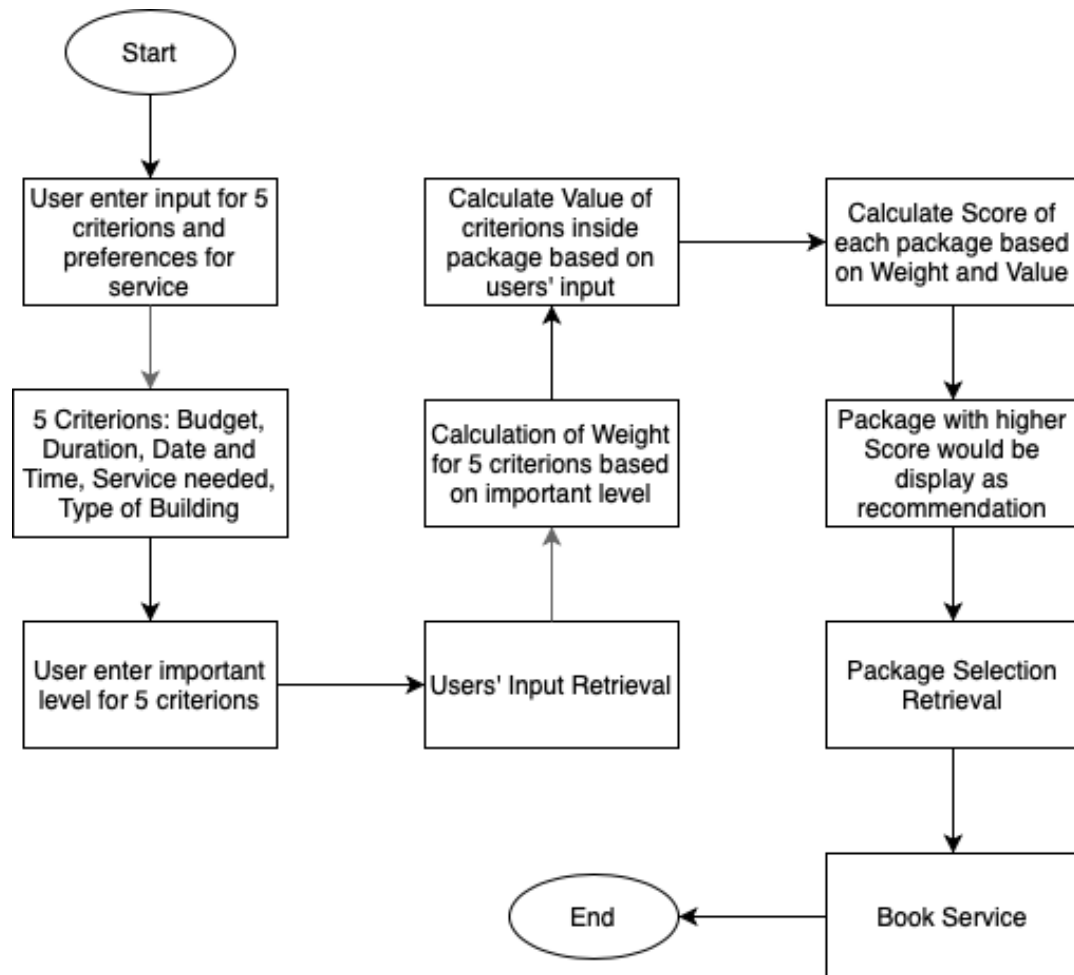 Start
User enter input for 5
criterions and
preferences for
service
5 Criterions: Budget,
Duration, Date and
Time, Service needed,
Type of Building
User enter important
level for 5 criterions
Users' Input Retrieval
Calculation of Weight
for 5 criterions based
on important level
Calculate Value of
criterions inside
package based on
users' input
Calculate Score of
each package based
on Weight and Value
Package with higher
Score would be
display as
recommendation
Package Selection
Retrieval
Book Service
End